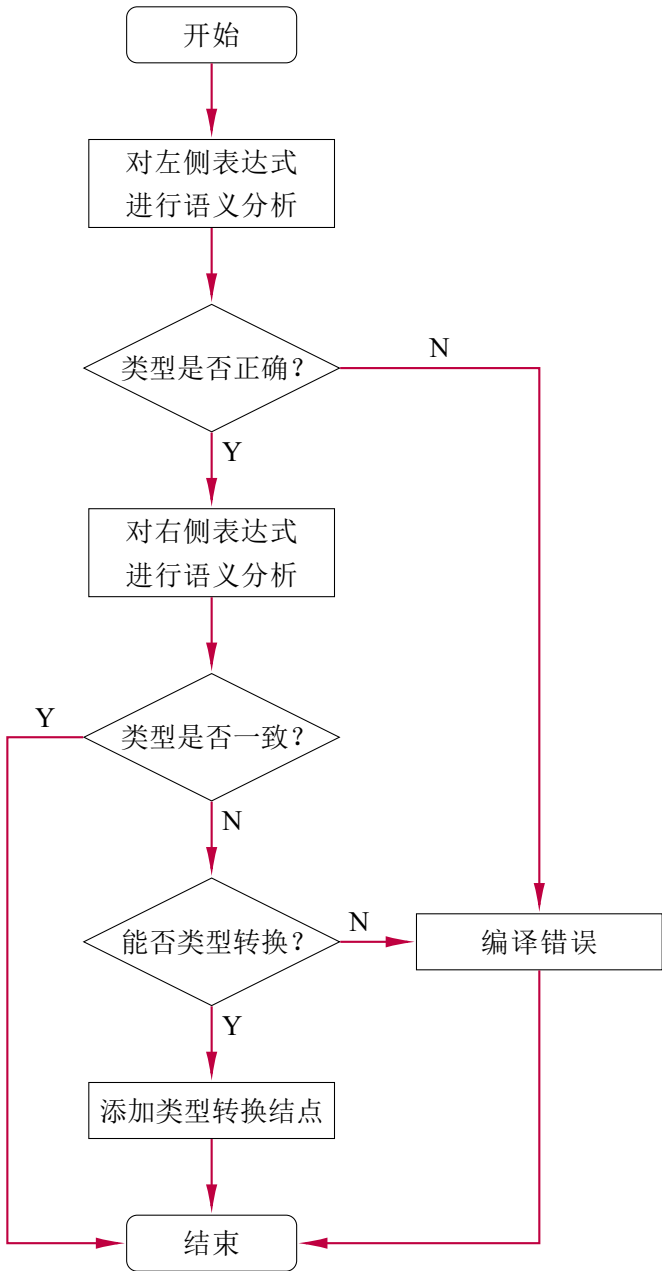 开始
对左侧表达式
进行语义分析
类型是否正确?
N
Y
对右侧表达式
进行语义分析
Y
类型是否一致?
N
能否类型转换?
N
编译错误
Y
添加类型转换结点
结束